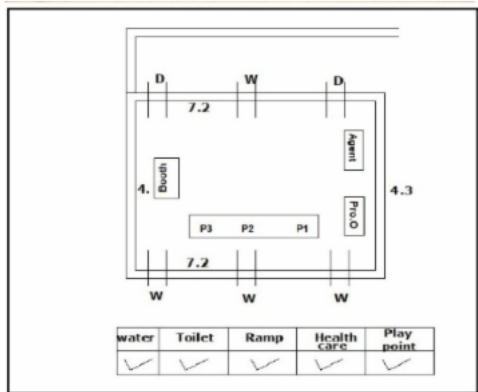 D W D
7.2
Agent
Booth
4.
4.3
Pro.O
P3 P2 P1
7.2
W W W
water Toilet Ramp Health care Play point